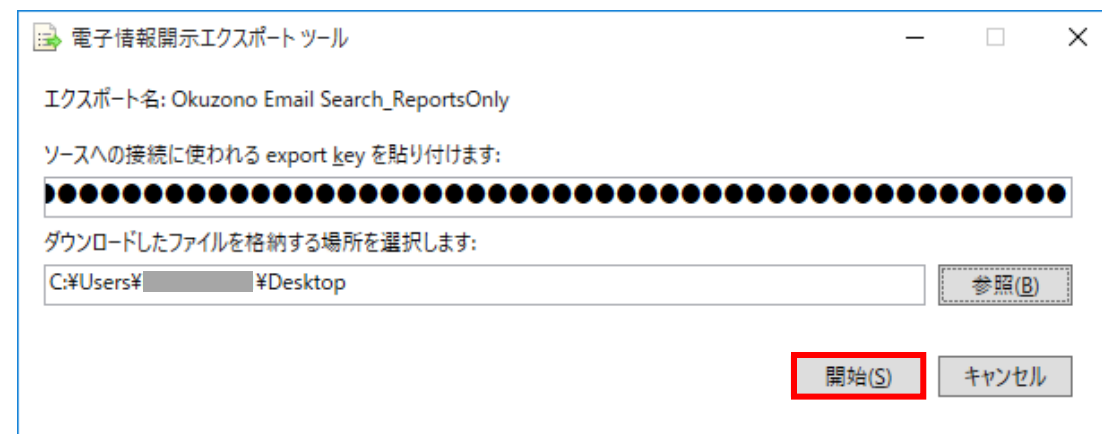 電子情報開示エクスポート ツール
エクスポート名: Okuzono Email Search_ReportsOnly
ソースへの接続に使われる export key を貼り付けます:
●●●●●●●●●●●●●●●●●●●●●●●●●●●●●●●●●●●●●●●●●●●●●●●
ダウンロードしたファイルを格納する場所を選択します:
C:¥Users¥ ¥Desktop
参照(B)
開始(S) キャンセル